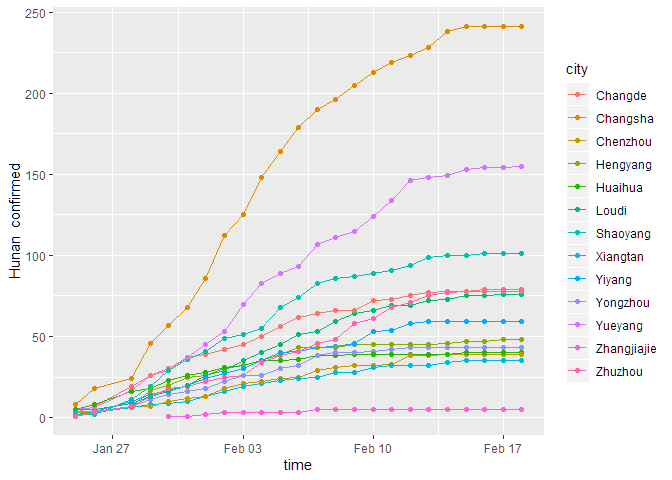 250
200
150
100
50
0
Hunan confirmed
Jan 27
Feb 03
Feb 10
Feb 17
time
city
Changde
Changsha
Chenzhou
Hengyang
Huaihua
Loudi
Shaoyang
Xiangtan
Yiyang
Yongzhou
Yueyang
Zhangjiajie
Zhuzhou